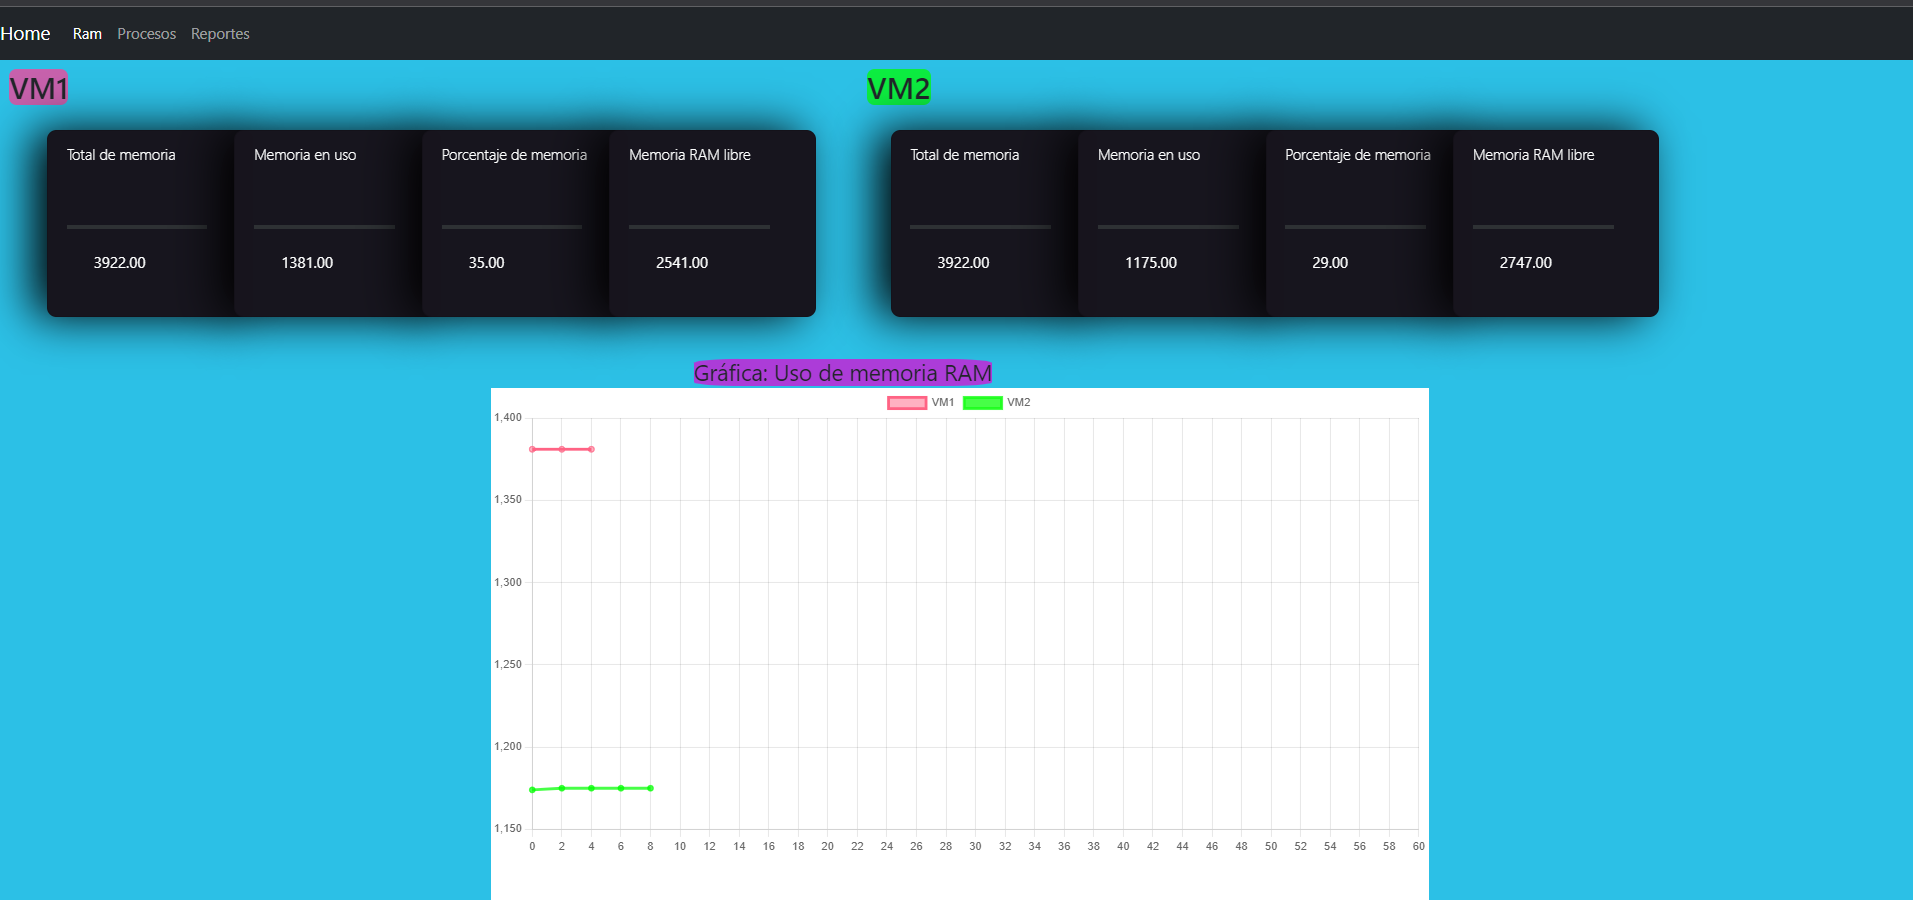 Home Ram Procesos Reportes
VM1
VM2
Total de memoria Memoria en uso Porcentaje de memoria Memoria RAM libre
3922.00 1381.00 35.00 2541.00
Total de memoria Memoria en uso Porcentaje de memoria Memoria RAM libre
3922.00 1175.00 29.00 2747.00
Gráfica: Uso de memoria RAM
VM1 VM2
1,400
1,350
1,300
1,250
1,200
1,150
0 2 4 6 8 10 12 14 16 18 20 22 24 26 28 30 32 34 36 38 40 42 44 46 48 50 52 54 56 58 60